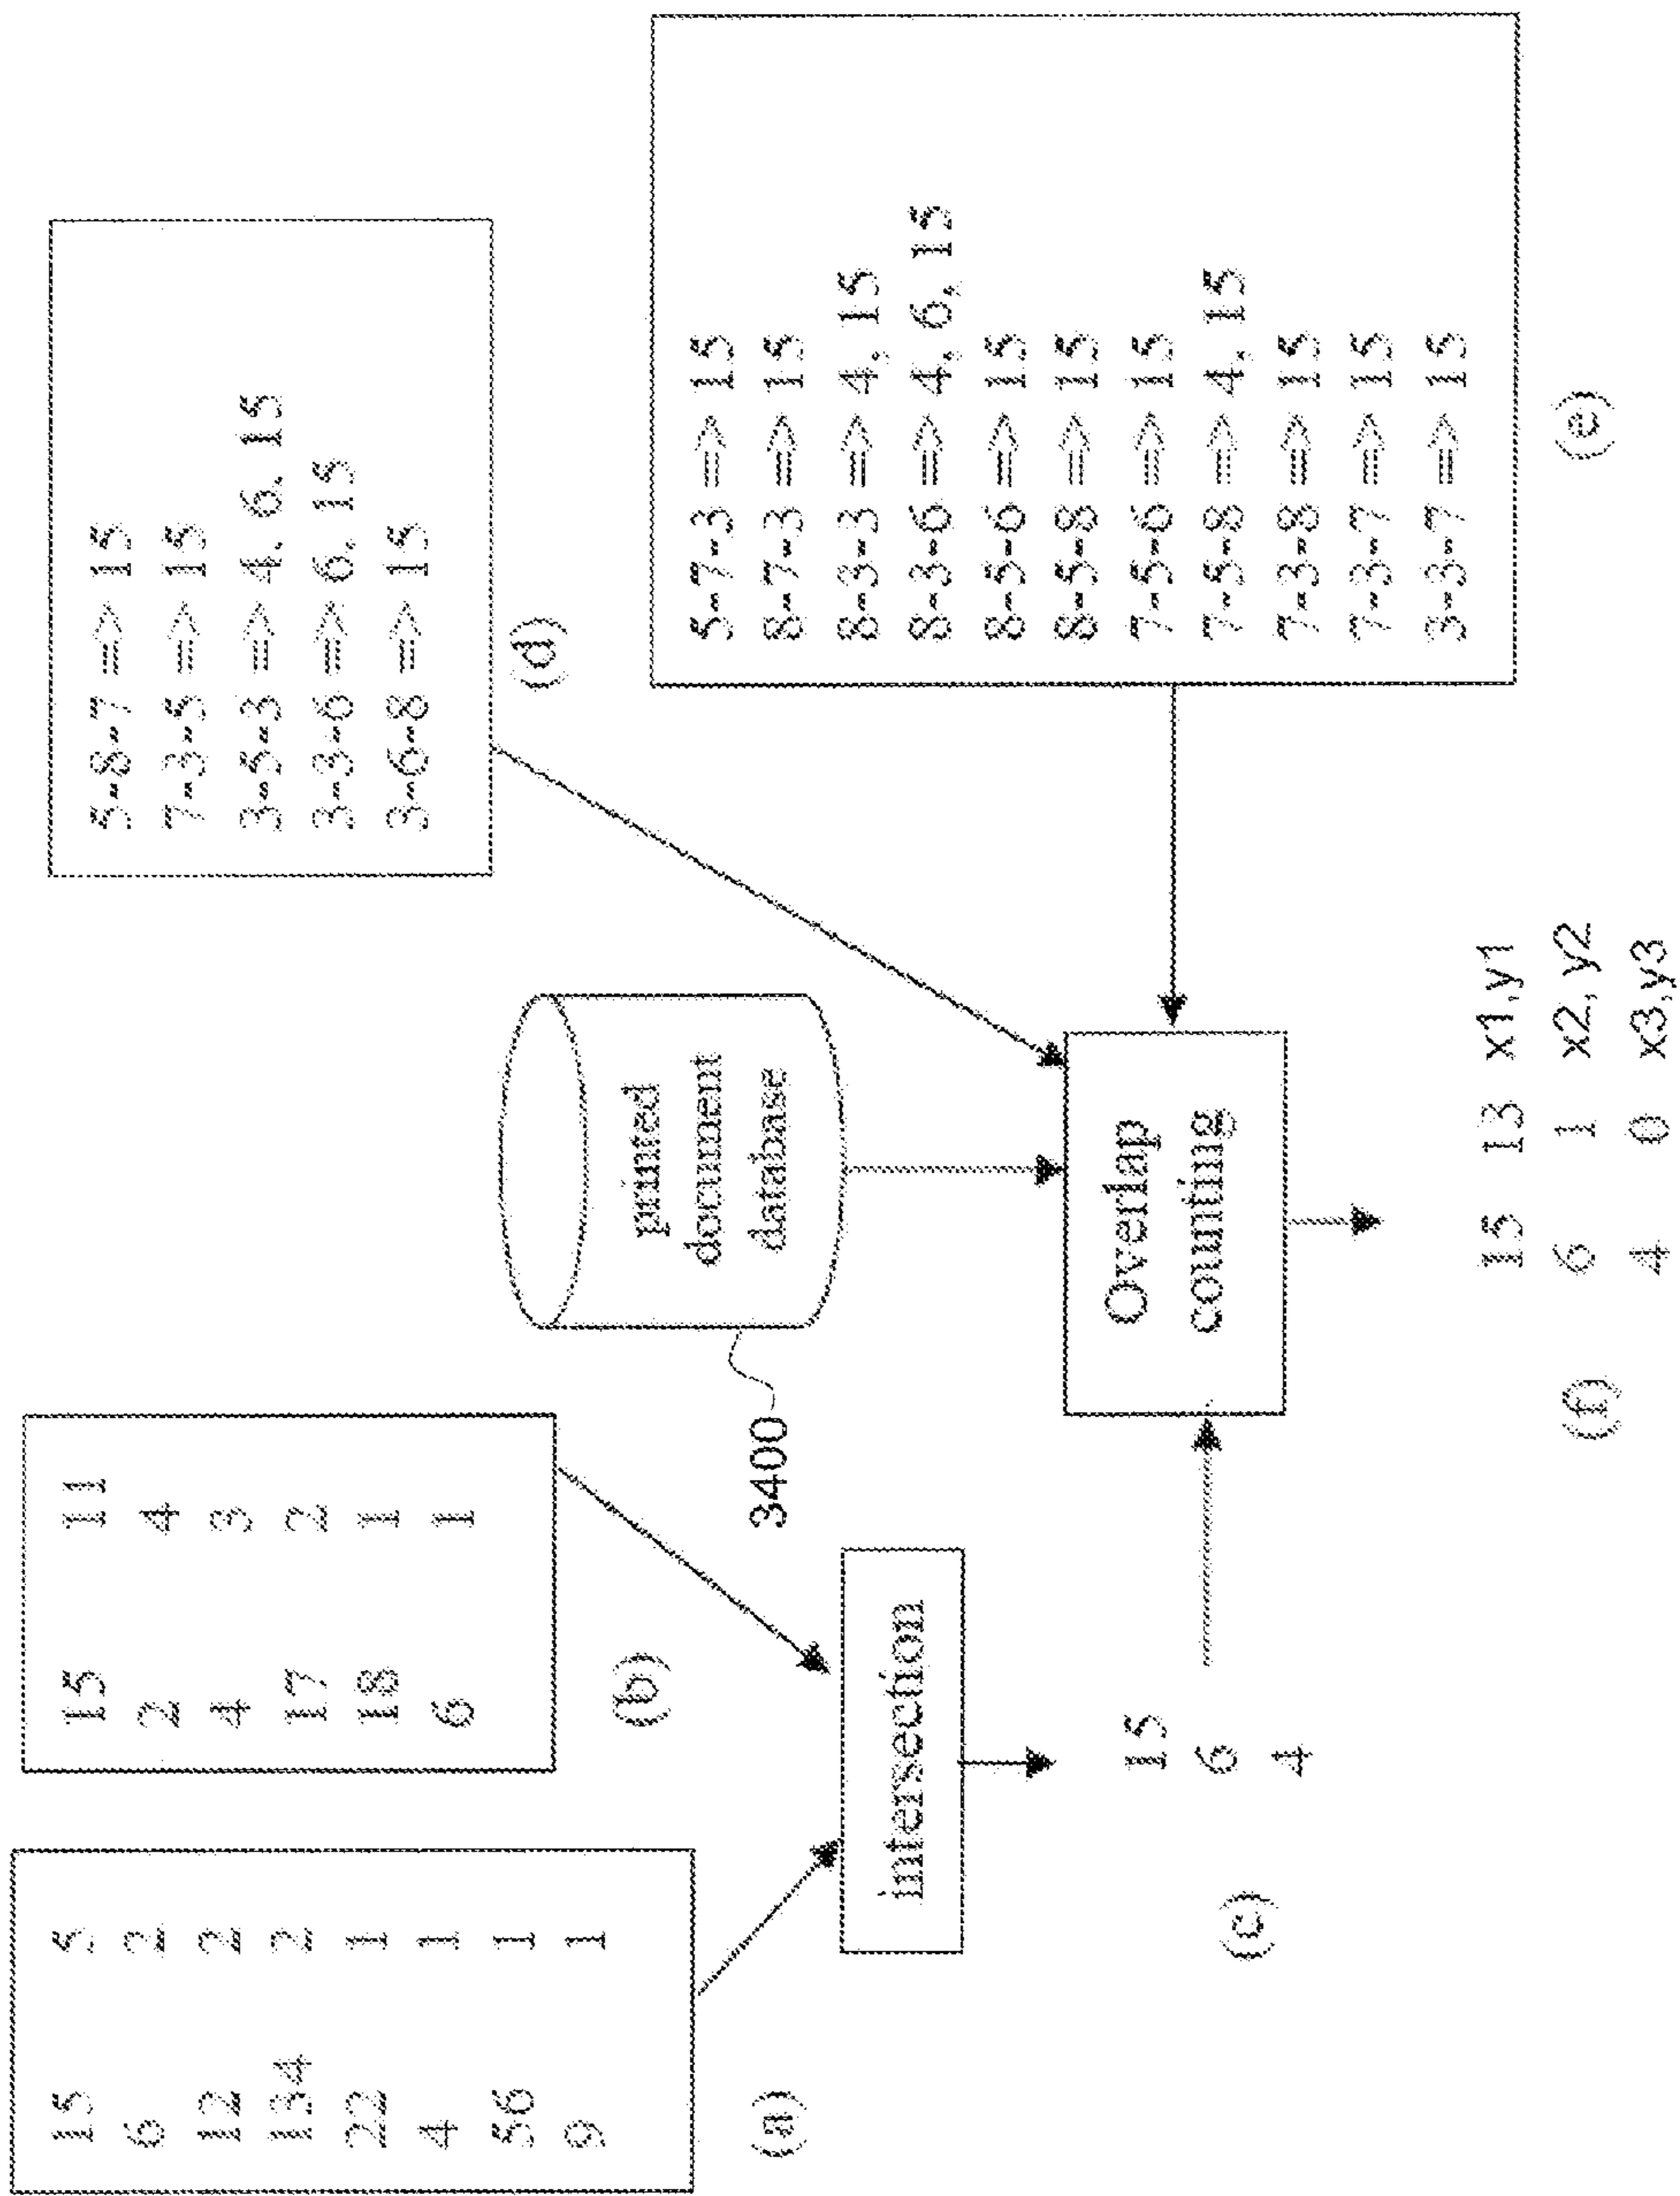 15 5
6 2
12 2
134 2
22 1
4 1
56 1
9 1
(a)
15 11
2 4
4 3
17 2
18 1
6 1
(b)
intersection
15
6
4
(c)
3400
printed
document
database
5-8-7 => 15
7-3-5 => 15
3-5-3 => 4, 6, 15
3-3-6 => 6, 15
3-6-8 => 15
(d)
5-7-3 => 15
8-7-3 => 15
8-3-3 => 4, 15
8-3-6 => 4, 6, 15
8-5-6 => 15
8-5-8 => 15
7-5-6 => 15
7-5-8 => 4, 15
7-3-8 => 15
7-3-7 => 15
3-3-7 => 15
(e)
Overlap
counting
15 13 x1,y1
6 1 x2,y2
4 0 x3,y3
(f)